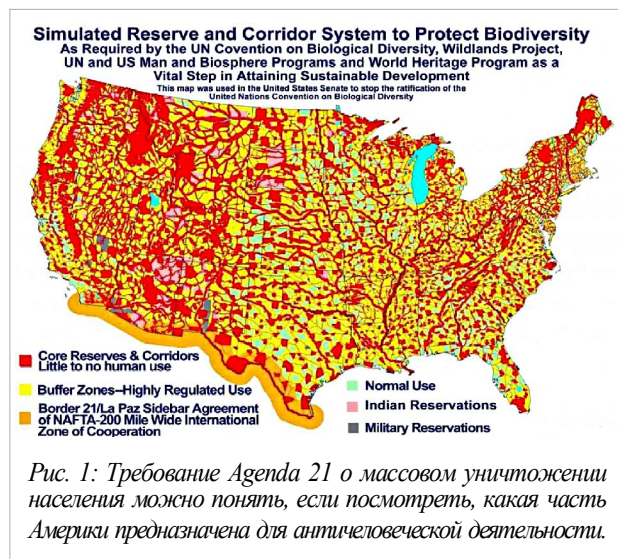 Simulated Reserve and Corridor System to Protect Biodiversity
As Required by the UN Covention on Biological Diversity, Wildlands Project,
UN and US Man and Biosphere Programs and World Heritage Program as a
Vital Step in Attaining Sustainable Development
This map was used in the United States Senate to stop the ratification of the
United Nations Convention on Biological Diversity
Core Reserves & Corridors
Little to no human use
Buffer Zones–Highly Regulated Use
Border 21/La Paz Sidebar Agreement
of NAFTA-200 Mile Wide International
Zone of Cooperation
Normal Use
Indian Reservations
Military Reservations
Рис. 1: Требование Agenda 21 о массовом уничтожении
населения можно понять, если посмотреть, какая часть
Америки предназначена для античеловеческой деятельности.